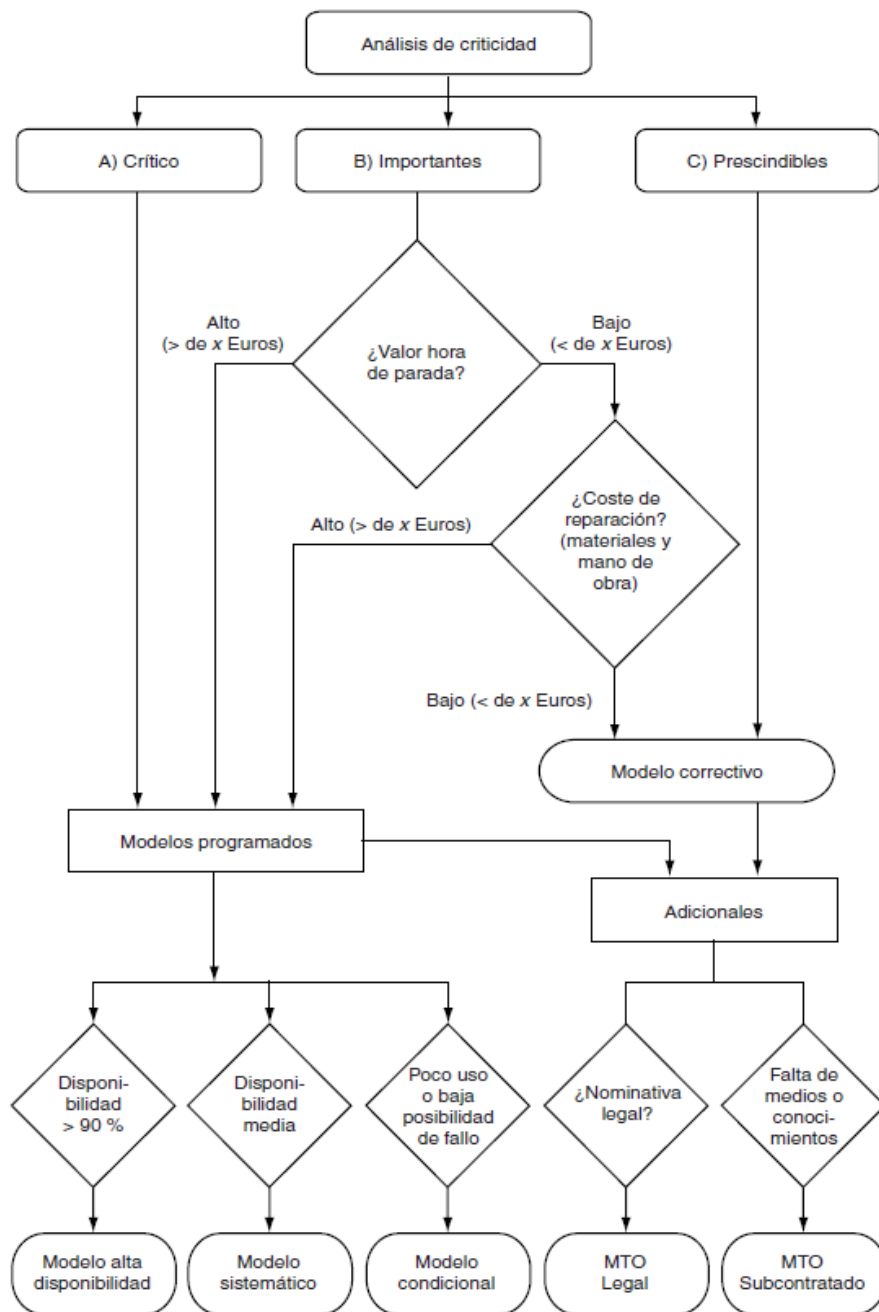 Análisis de criticidad
A) Crítico
B) Importantes
C) Prescindibles
Alto
(> de x Euros)
¿Valor hora
de parada?
Bajo
(< de x Euros)
Alto (> de x Euros)
¿Coste de
reparación?
(materiales y
mano de
obra)
Bajo (< de x Euros)
Modelo correctivo
Modelos programados
Adicionales
Disponi-
bilidad
> 90 %
Disponi-
bilidad
media
Poco uso
o baja
posibilidad
de fallo
¿Nominativa
legal?
Falta de
medios o
conoci-
mientos
Modelo alta
disponibilidad
Modelo
sistemático
Modelo
condicional
MTO
Legal
MTO
Subcontratado